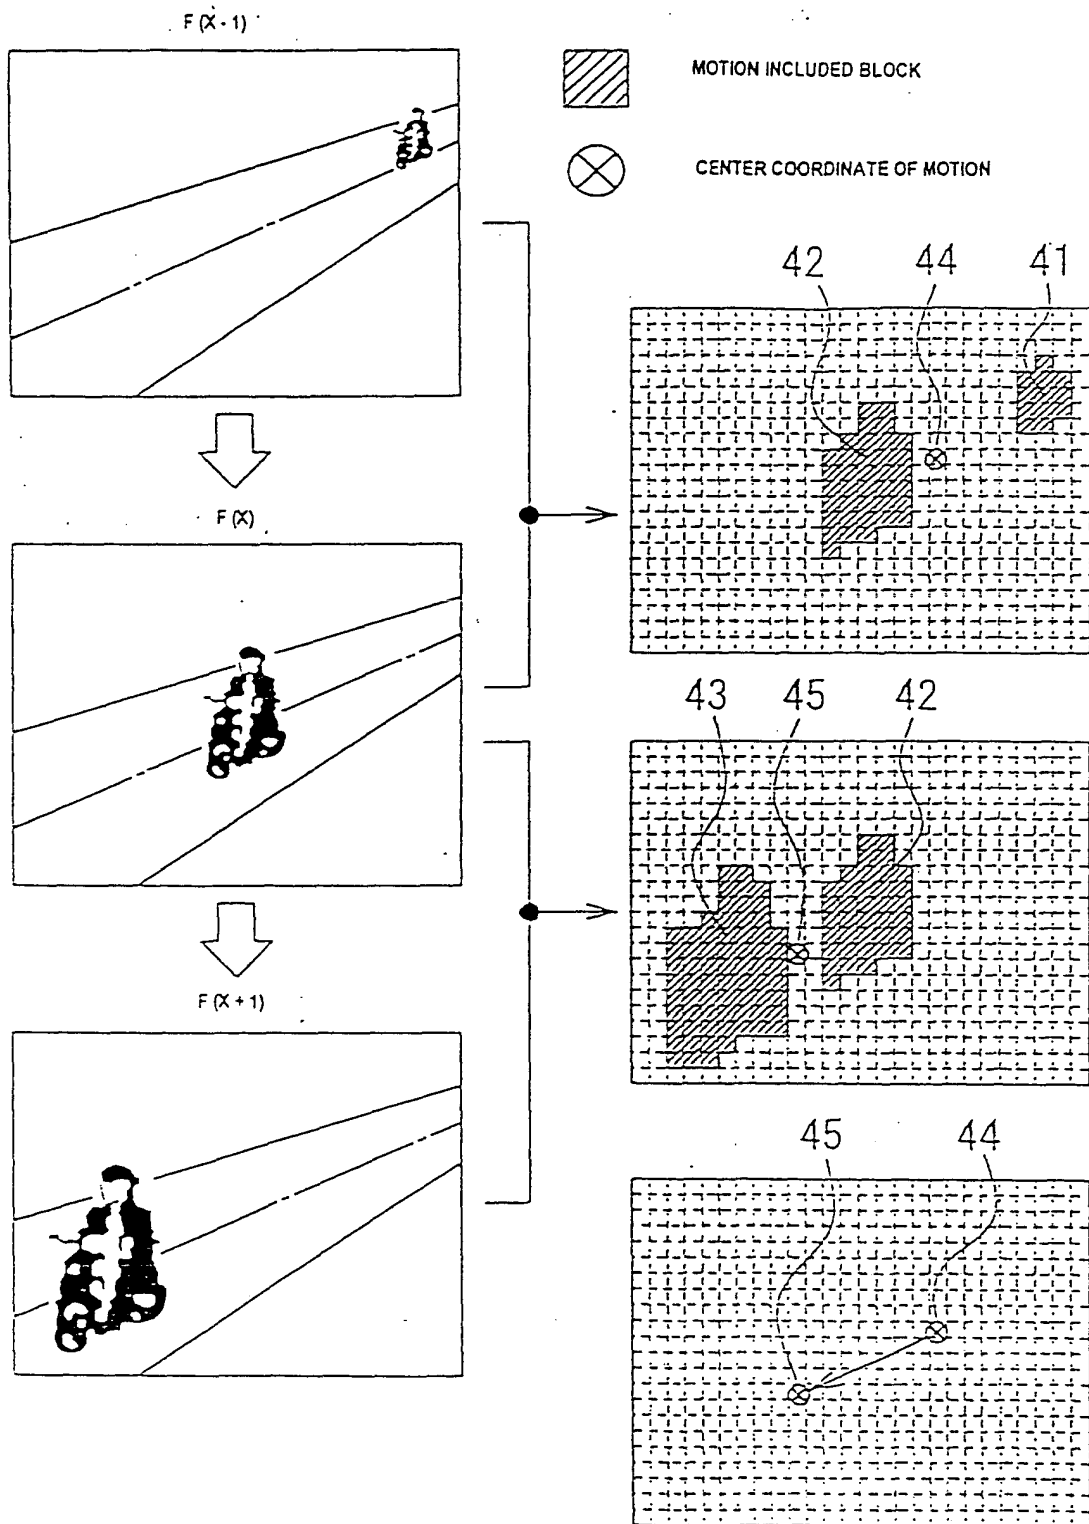 F (X - 1)
MOTION INCLUDED BLOCK
CENTER COORDINATE OF MOTION
42 44 41
F (X)
43 45 42
F (X + 1)
45 44